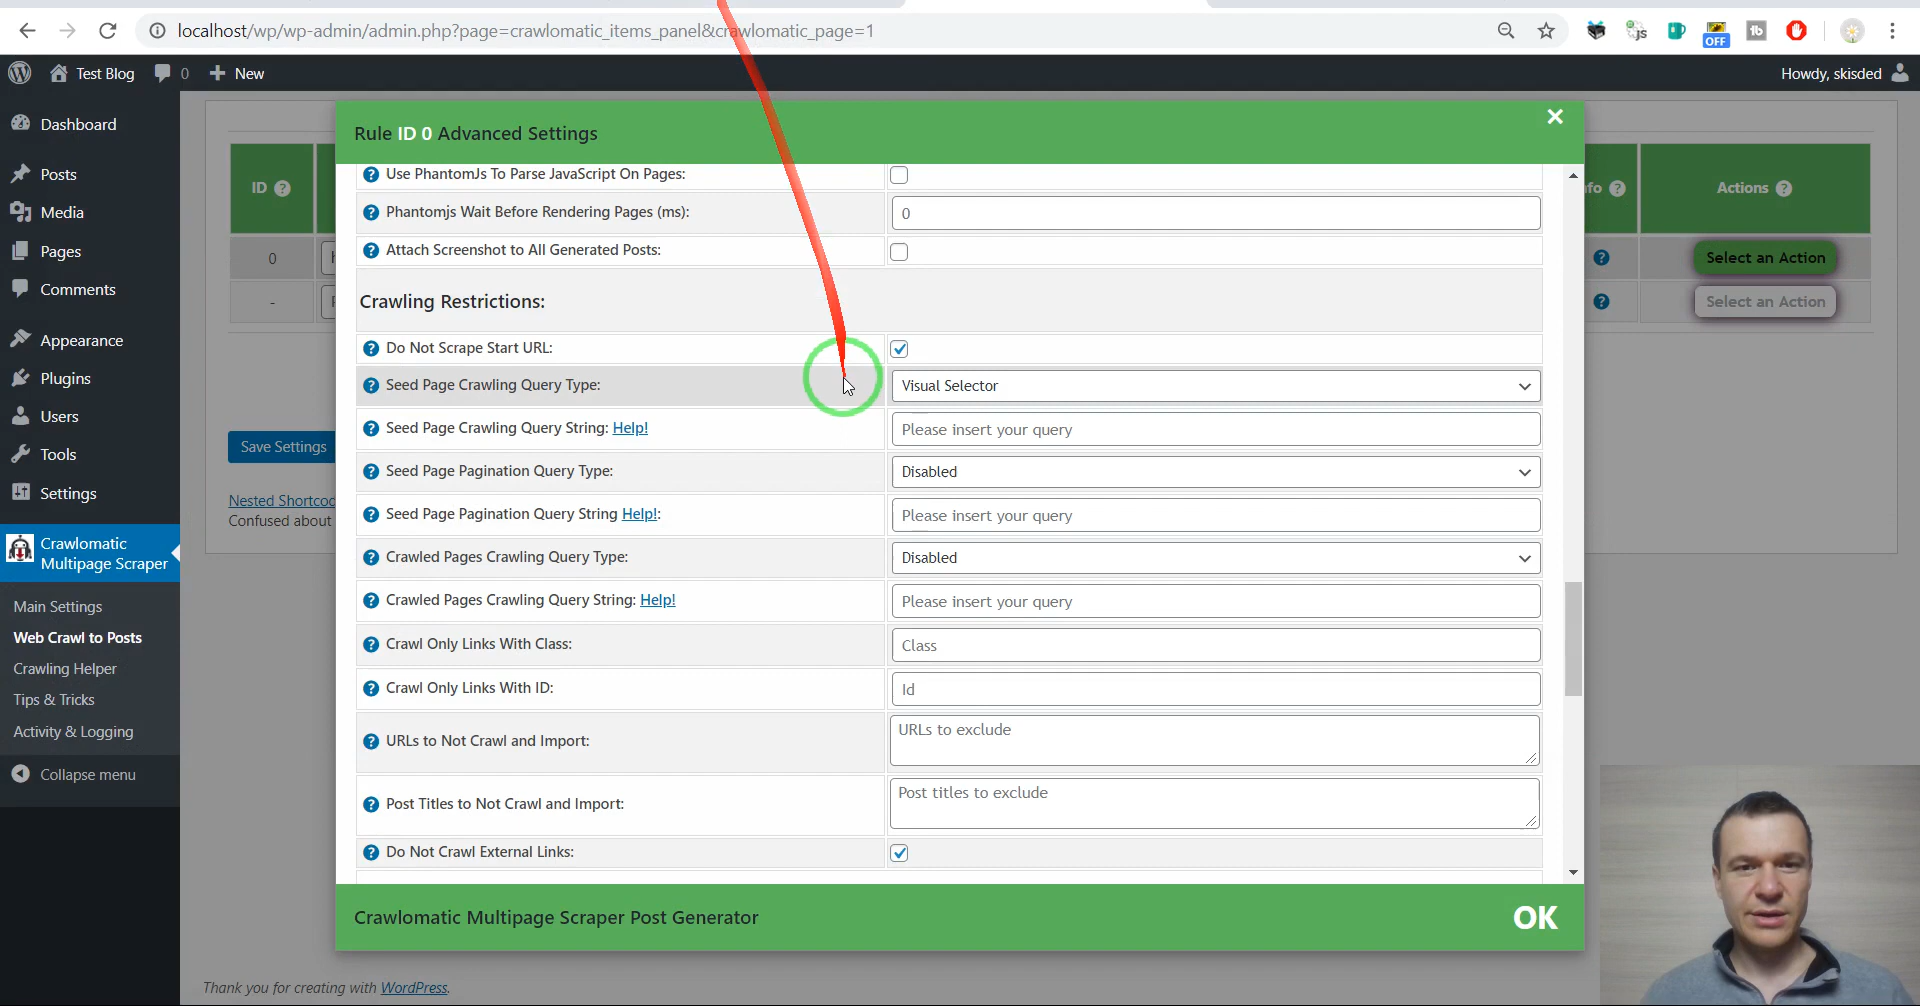 localhost/wp/wp-admin/admin.php?page=crawlomatic_items_panel&crawlomatic_page=1
OFF
js
tb
Test Blog
0
New
Howdy, skisded
Dashboard
Posts
Media
Pages
Comments
Appearance
Plugins
Users
Tools
Settings
Crawlomatic
Multipage Scraper
Main Settings
Web Crawl to Posts
Crawling Helper
Tips & Tricks
Activity & Logging
Collapse menu
ID
fo
Actions
0
Select an Action
-
Select an Action
Save Settings
Nested Shortcoc
Confused about
Rule ID 0 Advanced Settings
Use PhantomJs To Parse JavaScript On Pages:
Phantomjs Wait Before Rendering Pages (ms):
0
Attach Screenshot to All Generated Posts:
Crawling Restrictions:
Do Not Scrape Start URL:
Seed Page Crawling Query Type:
Visual Selector
Seed Page Crawling Query String: Help!
Please insert your query
Seed Page Pagination Query Type:
Disabled
Seed Page Pagination Query String Help!:
Please insert your query
Crawled Pages Crawling Query Type:
Disabled
Crawled Pages Crawling Query String: Help!
Please insert your query
Crawl Only Links With Class:
Class
Crawl Only Links With ID:
Id
URLs to Not Crawl and Import:
URLs to exclude
Post Titles to Not Crawl and Import:
Post titles to exclude
Do Not Crawl External Links:
Crawlomatic Multipage Scraper Post Generator
OK
Thank you for creating with WordPress.